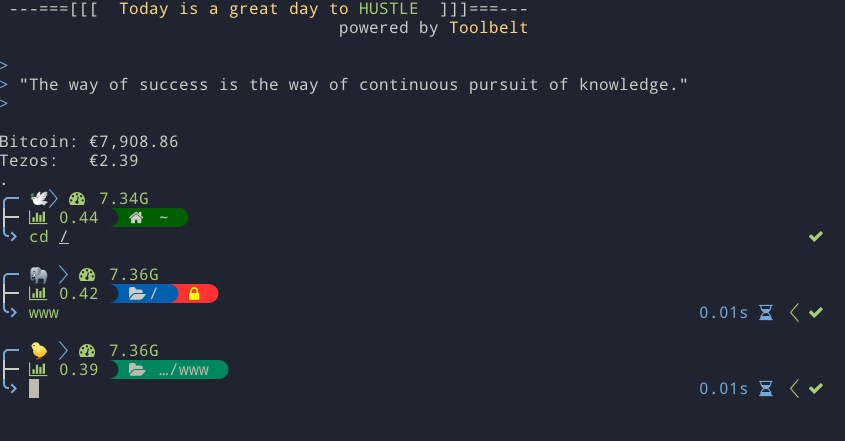 ---===[[[  Today is a great day to HUSTLE  ]]]===---
powered by Toolbelt
>
> "The way of success is the way of continuous pursuit of knowledge."
>
Bitcoin: €7,908.86
Tezos:   €2.39
.
7.34G
0.44 ~
cd /
7.36G
0.42 /
www 0.01s
7.36G
0.39 …/www
0.01s